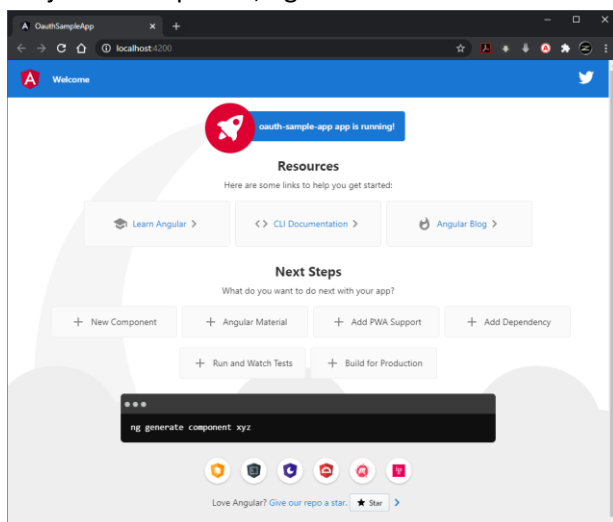 OauthSampleApp
localhost:4200
Welcome
oauth-sample-app app is running!
Resources
Here are some links to help you get started:
Learn Angular
<> CLI Documentation
Angular Blog
Next Steps
What do you want to do next with your app?
+ New Component
+ Angular Material
+ Add PWA Support
+ Add Dependency
+ Run and Watch Tests
+ Build for Production
ng generate component xyz
Love Angular? Give our repo a star. ★ Star >